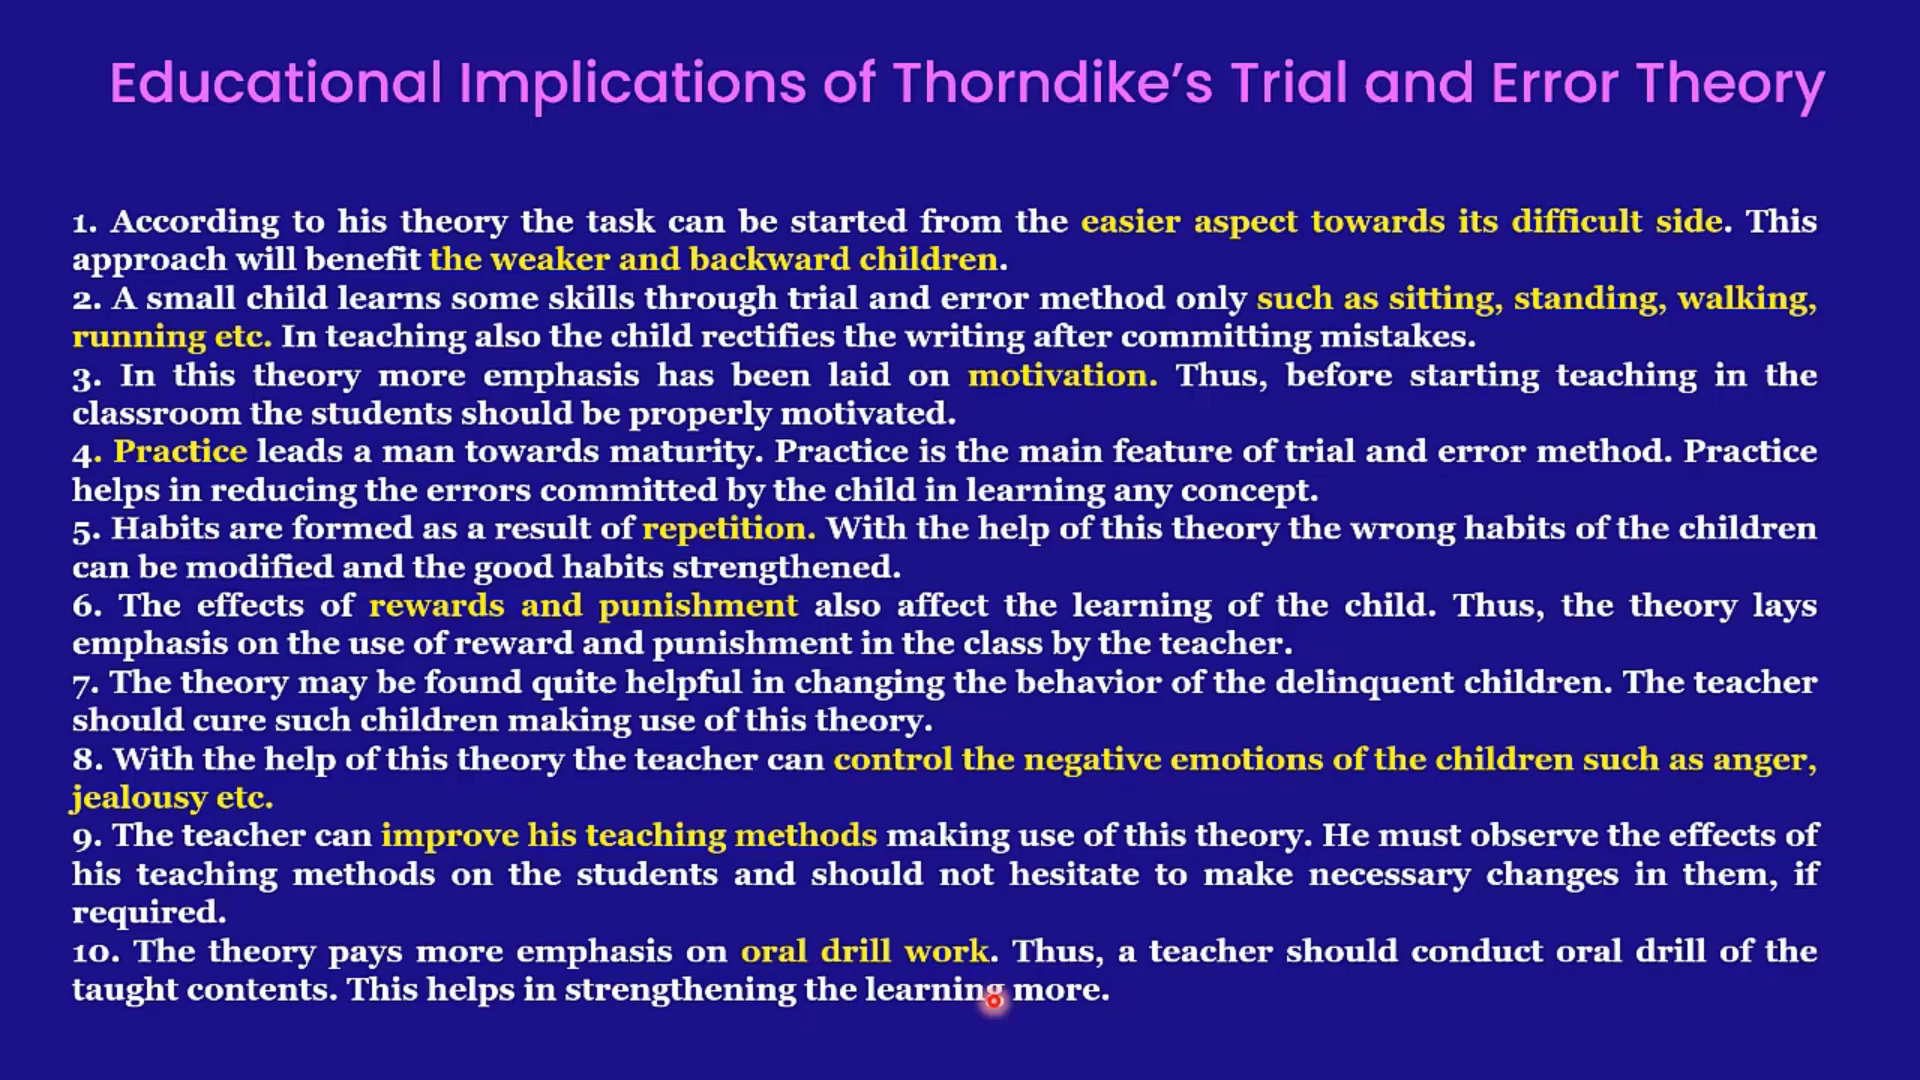 Educational Implications of Thorndike’s Trial and Error Theory
1. According to his theory the task can be started from the easier aspect towards its difficult side. This
approach will benefit the weaker and backward children.
2. A small child learns some skills through trial and error method only such as sitting, standing, walking,
running etc. In teaching also the child rectifies the writing after committing mistakes.
3. In this theory more emphasis has been laid on motivation. Thus, before starting teaching in the
classroom the students should be properly motivated.
4. Practice leads a man towards maturity. Practice is the main feature of trial and error method. Practice
helps in reducing the errors committed by the child in learning any concept.
5. Habits are formed as a result of repetition. With the help of this theory the wrong habits of the children
can be modified and the good habits strengthened.
6. The effects of rewards and punishment also affect the learning of the child. Thus, the theory lays
emphasis on the use of reward and punishment in the class by the teacher.
7. The theory may be found quite helpful in changing the behavior of the delinquent children. The teacher
should cure such children making use of this theory.
8. With the help of this theory the teacher can control the negative emotions of the children such as anger,
jealousy etc.
9. The teacher can improve his teaching methods making use of this theory. He must observe the effects of
his teaching methods on the students and should not hesitate to make necessary changes in them, if
required.
10. The theory pays more emphasis on oral drill work. Thus, a teacher should conduct oral drill of the
taught contents. This helps in strengthening the learning more.